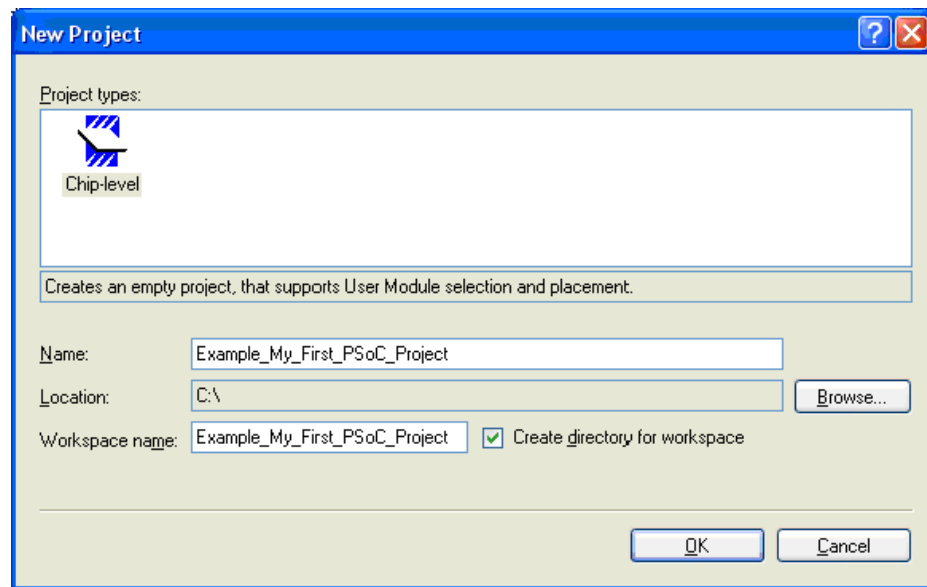 New Project
Project types:
Chip-level
Creates an empty project, that supports User Module selection and placement.
Name: Example_My_First_PSoC_Project
Location: C:\ Browse...
Workspace name: Example_My_First_PSoC_Project Create directory for workspace
OK Cancel